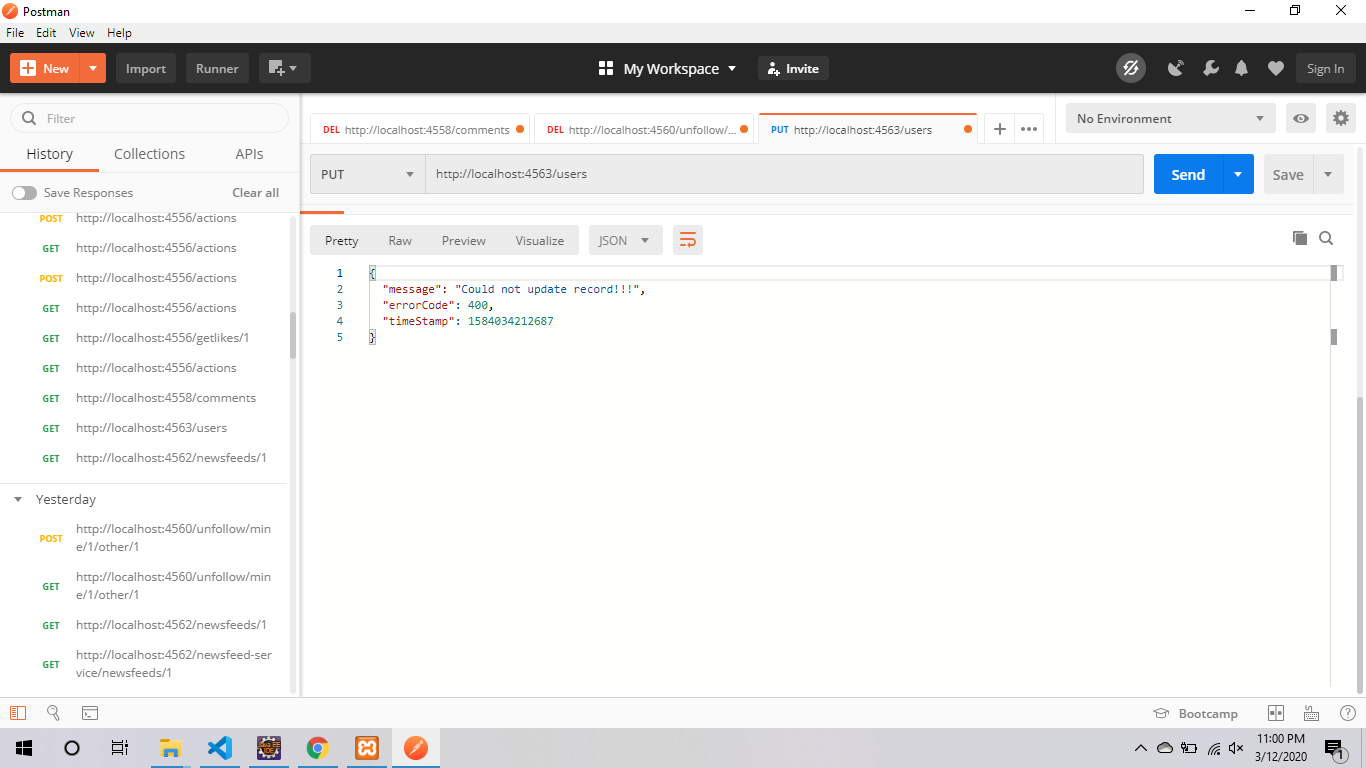 Postman
File Edit View Help
New Import Runner My Workspace Invite Sign In
Filter
History Collections APIs
Save Responses Clear all
POST http://localhost:4556/actions
GET http://localhost:4556/actions
POST http://localhost:4556/actions
GET http://localhost:4556/actions
GET http://localhost:4556/getlikes/1
GET http://localhost:4556/actions
GET http://localhost:4558/comments
GET http://localhost:4563/users
GET http://localhost:4562/newsfeeds/1
Yesterday
POST http://localhost:4560/unfollow/min
e/1/other/1
GET http://localhost:4560/unfollow/min
e/1/other/1
GET http://localhost:4562/newsfeeds/1
GET http://localhost:4562/newsfeed-ser
vice/newsfeeds/1
DEL http://localhost:4558/comments DEL http://localhost:4560/unfollow/... PUT http://localhost:4563/users + ••• No Environment
PUT http://localhost:4563/users Send Save
Pretty Raw Preview Visualize JSON
1 {
2 "message": "Could not update record!!!",
3 "errorCode": 400,
4 "timeStamp": 1584034212687
5 }
Bootcamp
11:00 PM
3/12/2020
1